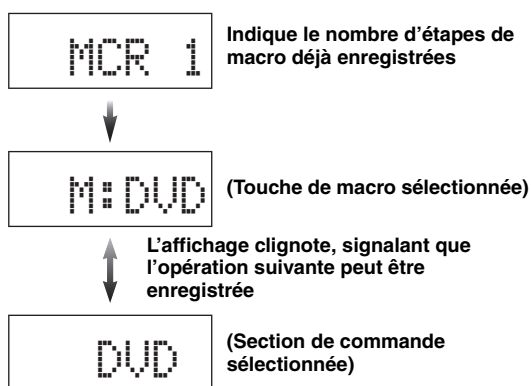 MCR 1
Indique le nombre d'étapes de
macro déjà enregistrées
M:DVD
(Touche de macro sélectionnée)
L'affichage clignote, signalant que
l'opération suivante peut être
enregistrée
DVD
(Section de commande
sélectionnée)